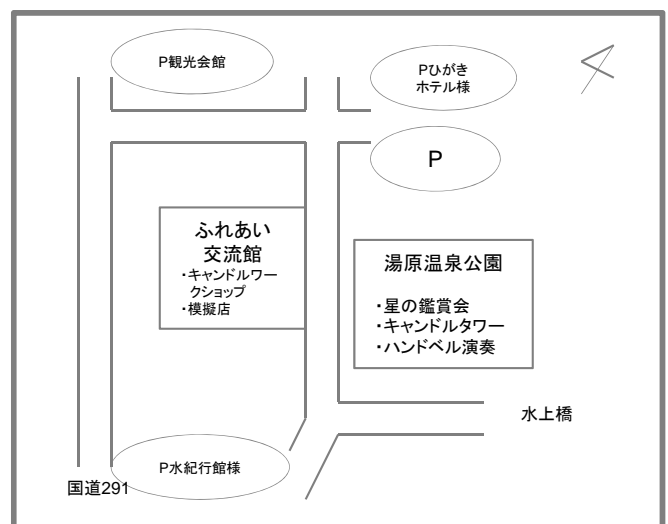 P観光会館
Pひがき
ホテル様
P
ふれあい
交流館
・キャンドルワー
クショップ
・模擬店
湯原温泉公園
・星の鑑賞会
・キャンドルタワー
・ハンドベル演奏
水上橋
P水紀行館様
国道291